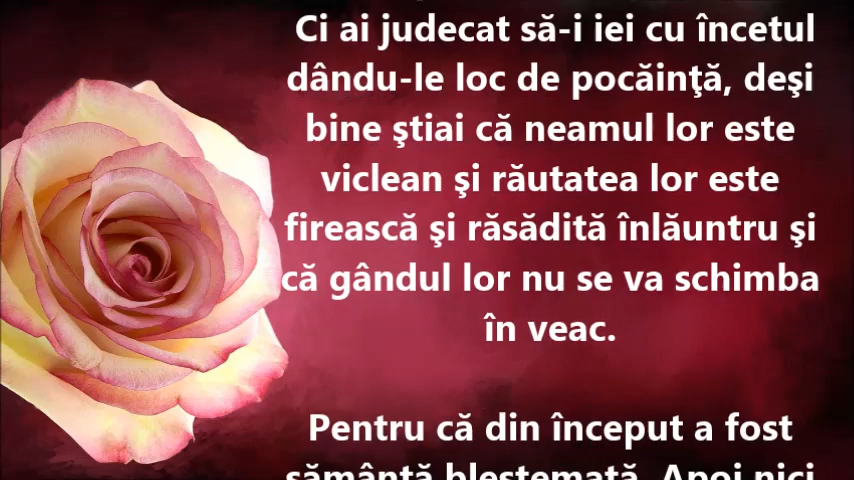 Ci ai judecat să-i iei cu încetul
dându-le loc de pocăinţă, deşi
bine ştiai că neamul lor este
viclean şi răutatea lor este
firească şi răsădită înlăuntru şi
că gândul lor nu se va schimba
în veac.
Pentru că din început a fost
sământă blestemată. Apoi nici